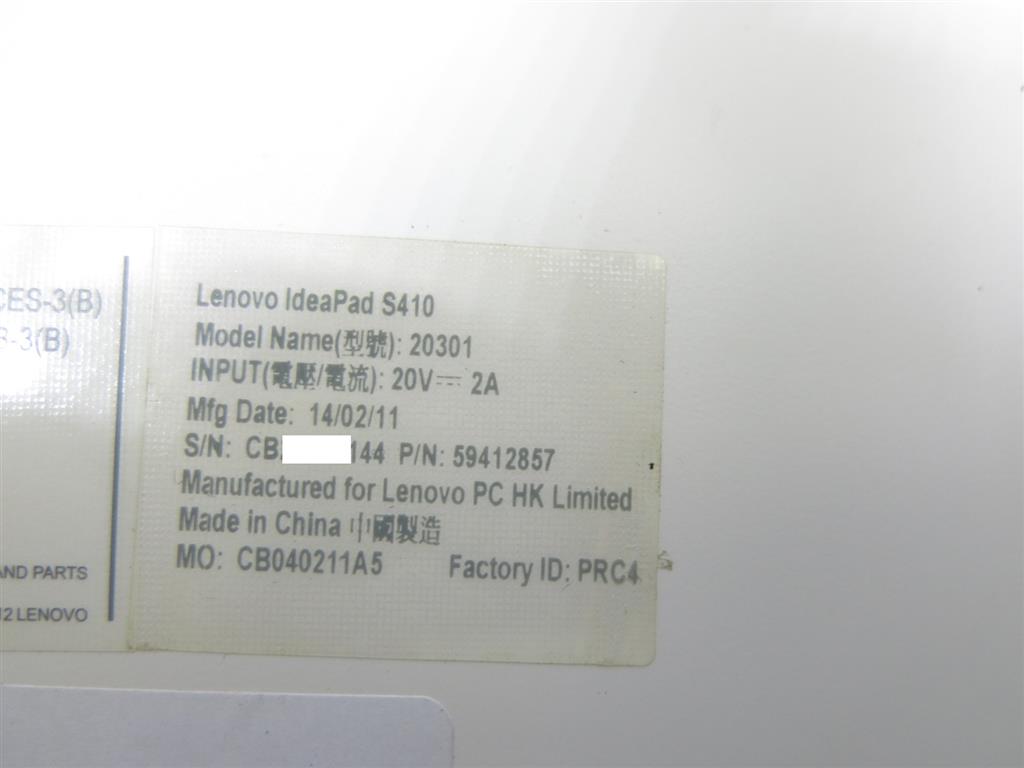 CES-3(B)
3-3(B)
AND PARTS
12 LENOVO
Lenovo IdeaPad S410
Model Name(型號): 20301
INPUT(電壓/電流): 20V⎓ 2A
Mfg Date: 14/02/11
S/N: CB 144 P/N: 59412857
Manufactured for Lenovo PC HK Limited
Made in China 中國製造
MO: CB040211A5 Factory ID: PRC4